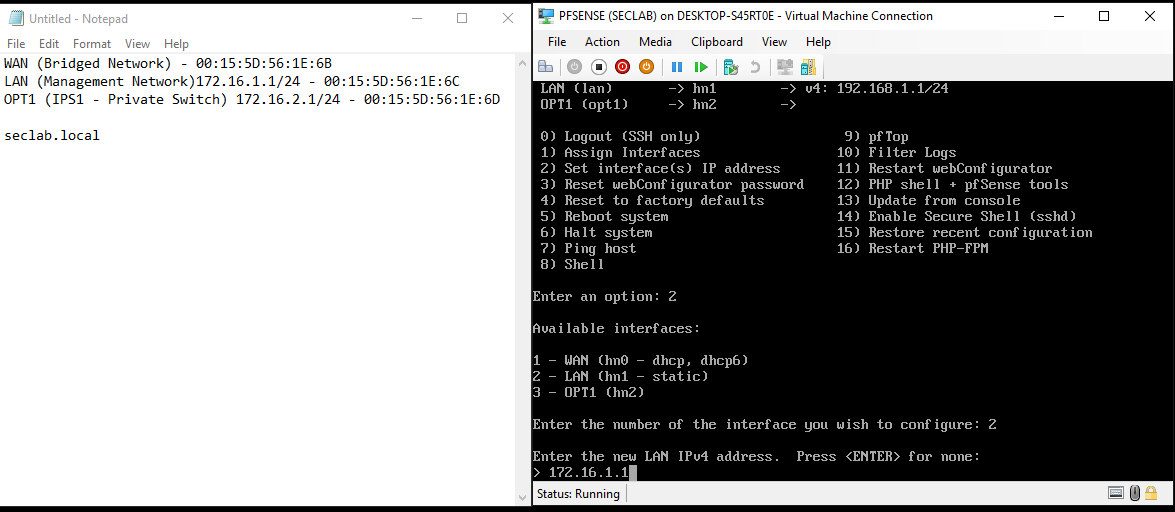 Untitled - Notepad
File Edit Format View Help
WAN (Bridged Network) - 00:15:5D:56:1E:6B
LAN (Management Network)172.16.1.1/24 - 00:15:5D:56:1E:6C
OPT1 (IPS1 - Private Switch) 172.16.2.1/24 - 00:15:5D:56:1E:6D
seclab.local
PFSENSE (SECLAB) on DESKTOP-S45RT0E - Virtual Machine Connection
File Action Media Clipboard View Help
LAN (lan) -> hn1 -> v4: 192.168.1.1/24
OPT1 (opt1) -> hn2 ->
0) Logout (SSH only) 9) pfTop
1) Assign Interfaces 10) Filter Logs
2) Set interface(s) IP address 11) Restart webConfigurator
3) Reset webConfigurator password 12) PHP shell + pfSense tools
4) Reset to factory defaults 13) Update from console
5) Reboot system 14) Enable Secure Shell (sshd)
6) Halt system 15) Restore recent configuration
7) Ping host 16) Restart PHP-FPM
8) Shell
Enter an option: 2
Available interfaces:
1 - WAN (hn0 - dhcp, dhcp6)
2 - LAN (hn1 - static)
3 - OPT1 (hn2)
Enter the number of the interface you wish to configure: 2
Enter the new LAN IPv4 address.  Press <ENTER> for none:
> 172.16.1.1
Status: Running